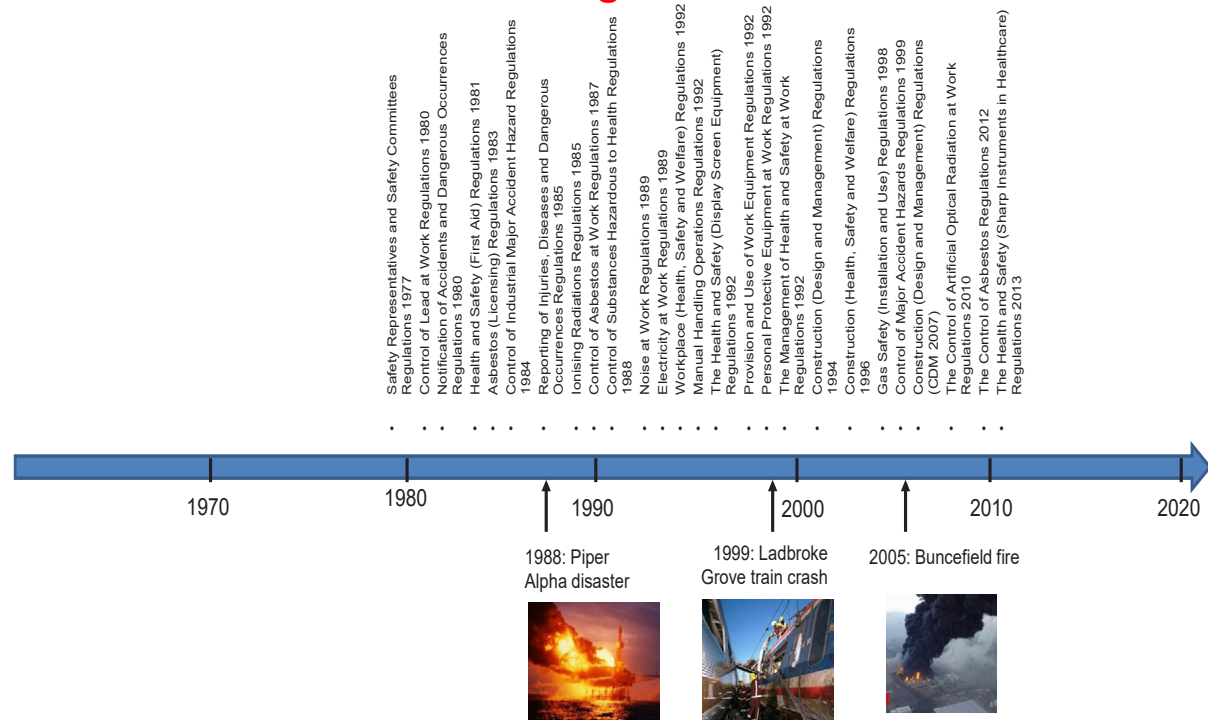 Safety Representatives and Safety Committees
Regulations 1977
Control of Lead at Work Regulations 1980
Notification of Accidents and Dangerous Occurrences
Regulations 1980
Health and Safety (First Aid) Regulations 1981
Asbestos (Licensing) Regulations 1983
Control of Industrial Major Accident Hazard Regulations
1984
Reporting of Injuries, Diseases and Dangerous
Occurrences Regulations 1985
Ionising Radiations Regulations 1985
Control of Asbestos at Work Regulations 1987
Control of Substances Hazardous to Health Regulations
1988
Noise at Work Regulations 1989
Electricity at Work Regulations 1989
Workplace (Health, Safety and Welfare) Regulations 1992
Manual Handling Operations Regulations 1992
The Health and Safety (Display Screen Equipment)
Regulations 1992
Provision and Use of Work Equipment Regulations 1992
Personal Protective Equipment at Work Regulations 1992
The Management of Health and Safety at Work
Regulations 1992
Construction (Design and Management) Regulations
1994
Construction (Health, Safety and Welfare) Regulations
1996
Gas Safety (Installation and Use) Regulations 1998
Control of Major Accident Hazards Regulations 1999
Construction (Design and Management) Regulations
(CDM 2007)
The Control of Artificial Optical Radiation at Work
Regulations 2010
The Control of Asbestos Regulations 2012
The Health and Safety (Sharp Instruments in Healthcare)
Regulations 2013
1970
1980
1990
2000
2010
2020
1988: Piper
Alpha disaster
1999: Ladbroke
Grove train crash
2005: Buncefield fire